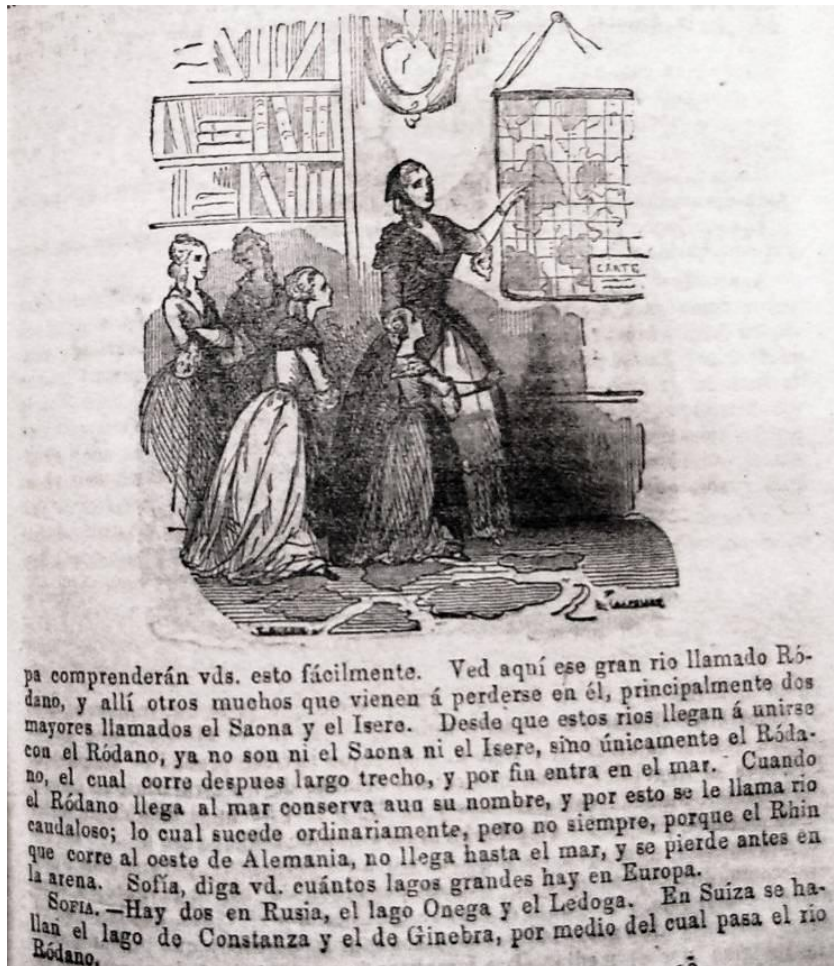 CARTE
pa comprenderán vds. esto fácilmente. Ved aquí ese gran rio llamado Ró-
dano, y allí otros muchos que vienen á perderse en él, principalmente dos
mayores llamados el Saona y el Isere. Desde que estos rios llegan á unirse
con el Ródano, ya no son ni el Saona ni el Isere, sino únicamente el Róda-
no, el cual corre despues largo trecho, y por fin entra en el mar. Cuando
el Ródano llega al mar conserva aun su nombre, y por esto se le llama rio
caudaloso; lo cual sucede ordinariamente, pero no siempre, porque el Rhin
que corre al oeste de Alemania, no llega hasta el mar, y se pierde antes en
la arena. Sofía, diga vd. cuántos lagos grandes hay en Europa.
SOFIA.—Hay dos en Rusia, el lago Onega y el Ledoga. En Suiza se ha-
llan el lago de Constanza y el de Ginebra, por medio del cual pasa el rio
Ródano.